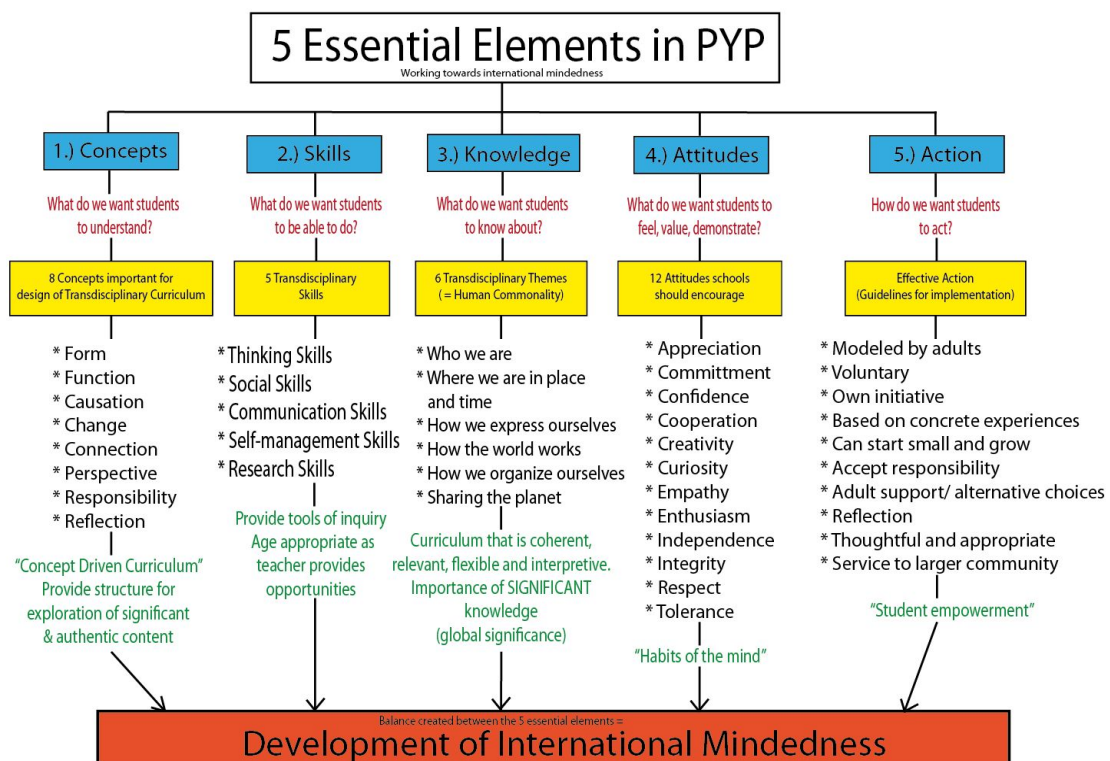 5 Essential Elements in PYP
Working towards international mindedness
1.) Concepts
What do we want students
to understand?
8 Concepts important for
design of Transdisciplinary Curriculum
* Form
* Function
* Causation
* Change
* Connection
* Perspective
* Responsibility
* Reflection
"Concept Driven Curriculum"
Provide structure for
exploration of significant
& authentic content
2.) Skills
What do we want students
to be able to do?
5 Transdisciplinary
Skills
* Thinking Skills
* Social Skills
* Communication Skills
* Self-management Skills
* Research Skills
Provide tools of inquiry
Age appropriate as
teacher provides
opportunities
3.) Knowledge
What do we want students
to know about?
6 Transdisciplinary Themes
( = Human Commonality)
* Who we are
* Where we are in place
and time
* How we express ourselves
* How the world works
* How we organize ourselves
* Sharing the planet
Curriculum that is coherent,
relevant, flexible and interpretive.
Importance of SIGNIFICANT
knowledge
(global significance)
4.) Attitudes
What do we want students to
feel, value, demonstrate?
12 Attitudes schools
should encourage
* Appreciation
* Committment
* Confidence
* Cooperation
* Creativity
* Curiosity
* Empathy
* Enthusiasm
* Independence
* Integrity
* Respect
* Tolerance
"Habits of the mind"
5.) Action
How do we want students
to act?
Effective Action
(Guidelines for implementation)
* Modeled by adults
* Voluntary
* Own initiative
* Based on concrete experiences
* Can start small and grow
* Accept responsibility
* Adult support/ alternative choices
* Reflection
* Thoughtful and appropriate
* Service to larger community
"Student empowerment"
Balance created between the 5 essential elements =
Development of International Mindedness